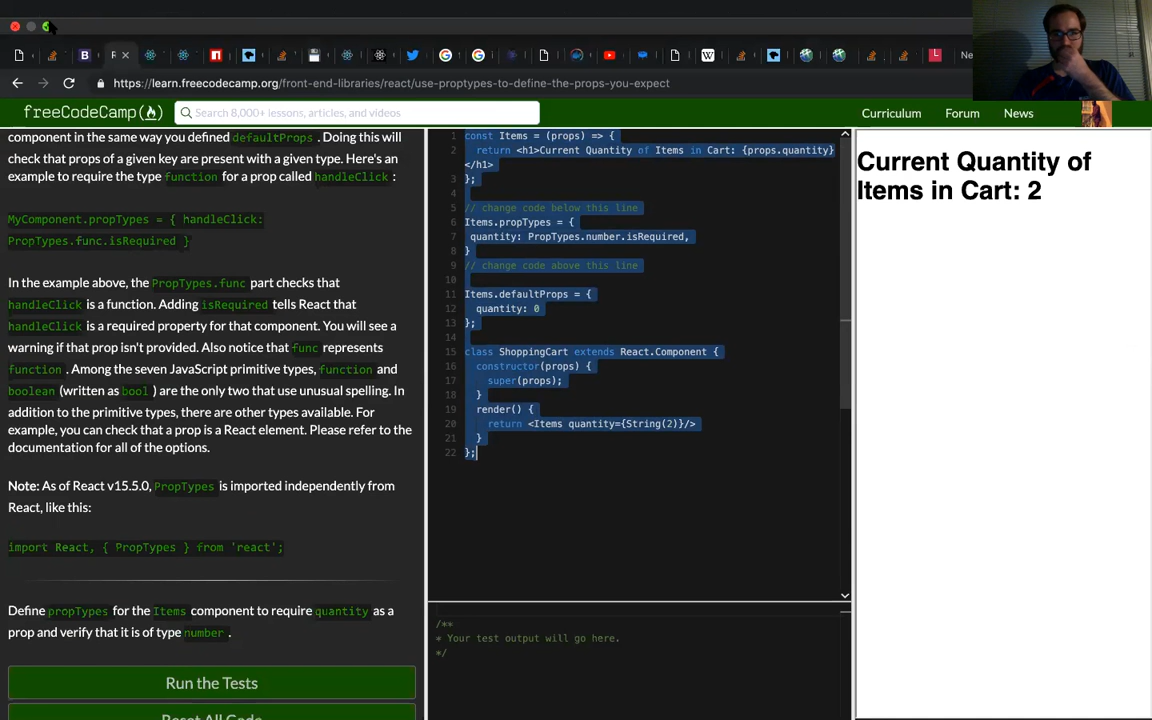 L
Ne
https://learn.freecodecamp.org/front-end-libraries/react/use-proptypes-to-define-the-props-you-expect
freeCodeCamp
Search 8,000+ lessons, articles, and videos
Curriculum
Forum
News
component in the same way you defined defaultProps . Doing this will
check that props of a given key are present with a given type. Here's an
example to require the type function for a prop called handleClick :
MyComponent.propTypes = { handleClick:
PropTypes.func.isRequired }
In the example above, the PropTypes.func part checks that
handleClick is a function. Adding isRequired tells React that
handleClick is a required property for that component. You will see a
warning if that prop isn't provided. Also notice that func represents
function . Among the seven JavaScript primitive types, function and
boolean (written as bool ) are the only two that use unusual spelling. In
addition to the primitive types, there are other types available. For
example, you can check that a prop is a React element. Please refer to the
documentation for all of the options.
Note: As of React v15.5.0, PropTypes is imported independently from
React, like this:
import React, { PropTypes } from 'react';
Define propTypes for the Items component to require quantity as a
prop and verify that it is of type number .
Run the Tests
Reset All Code
1 const Items = (props) => {
2 return <h1>Current Quantity of Items in Cart: {props.quantity}
</h1>
3 };
4
5 // change code below this line
6 Items.propTypes = {
7 quantity: PropTypes.number.isRequired,
8 }
9 // change code above this line
10
11 Items.defaultProps = {
12 quantity: 0
13 };
14
15 class ShoppingCart extends React.Component {
16 constructor(props) {
17 super(props);
18 }
19 render() {
20 return <Items quantity={String(2)}/>
21 }
22 };
/**
* Your test output will go here.
*/
Current Quantity of
Items in Cart: 2